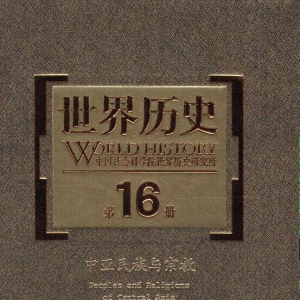 世界历史
WORLD HISTORY
中国社会科学院世界历史研究所
第16册
中亚民族与宗教
Peoples and Religions
of Central Asia